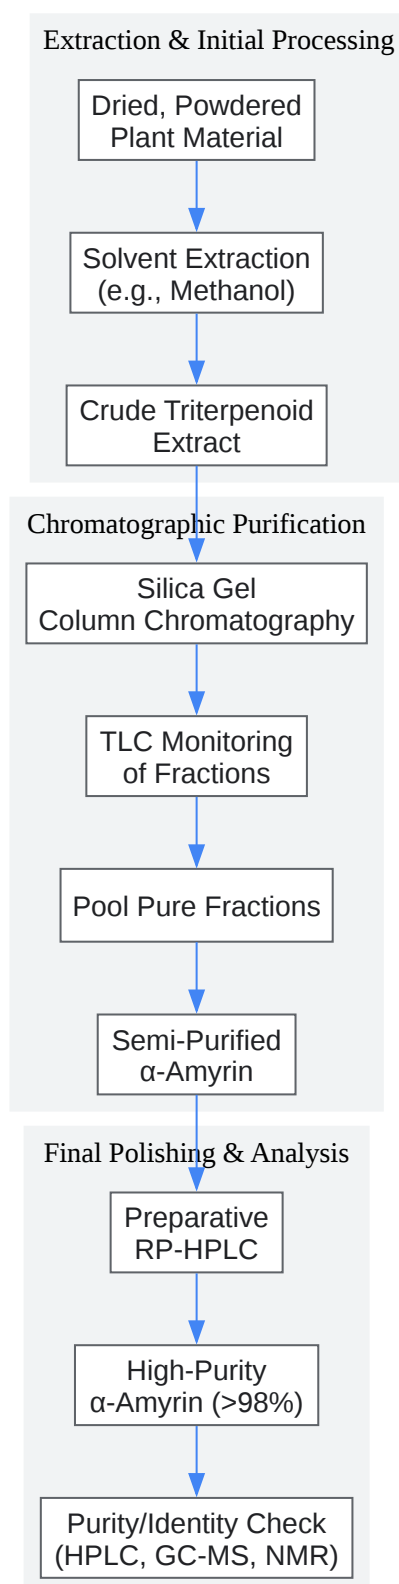 Extraction & Initial Processing
Dried, Powdered
Plant Material
Solvent Extraction
(e.g., Methanol)
Crude Triterpenoid
Extract
Chromatographic Purification
Silica Gel
Column Chromatography
TLC Monitoring
of Fractions
Pool Pure Fractions
Semi-Purified
α-Amyrin
Final Polishing & Analysis
Preparative
RP-HPLC
High-Purity
α-Amyrin (>98%)
Purity/Identity Check
(HPLC, GC-MS, NMR)